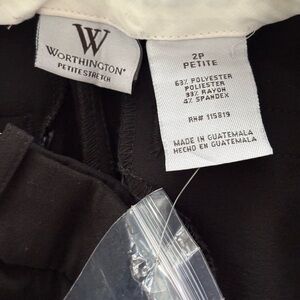 W
WORTHINGTON®
PETITE STRETCH
2P
PETITE
63% POLYESTER
POLIESTER
33% RAYON
4% SPANDEX
RN# 115819
MADE IN GUATEMALA
HECHO EN GUATEMALA